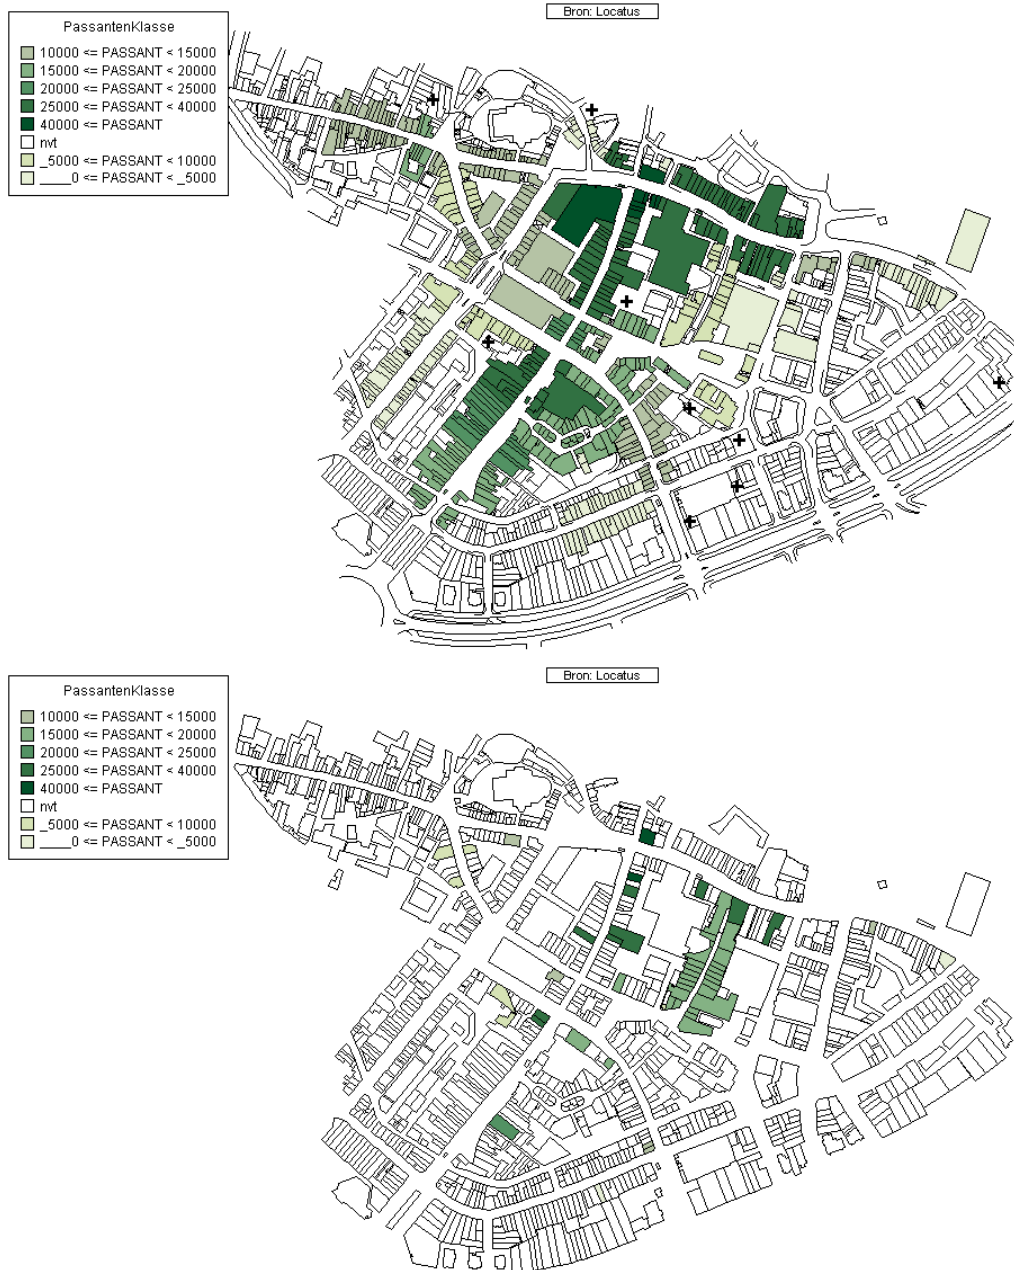 Bron: Locatus
PassantenKlasse
10000 <= PASSANT < 15000
15000 <= PASSANT < 20000
20000 <= PASSANT < 25000
25000 <= PASSANT < 40000
40000 <= PASSANT
nvt
_5000 <= PASSANT < 10000
____0 <= PASSANT < _5000
Bron: Locatus
PassantenKlasse
10000 <= PASSANT < 15000
15000 <= PASSANT < 20000
20000 <= PASSANT < 25000
25000 <= PASSANT < 40000
40000 <= PASSANT
nvt
_5000 <= PASSANT < 10000
____0 <= PASSANT < _5000